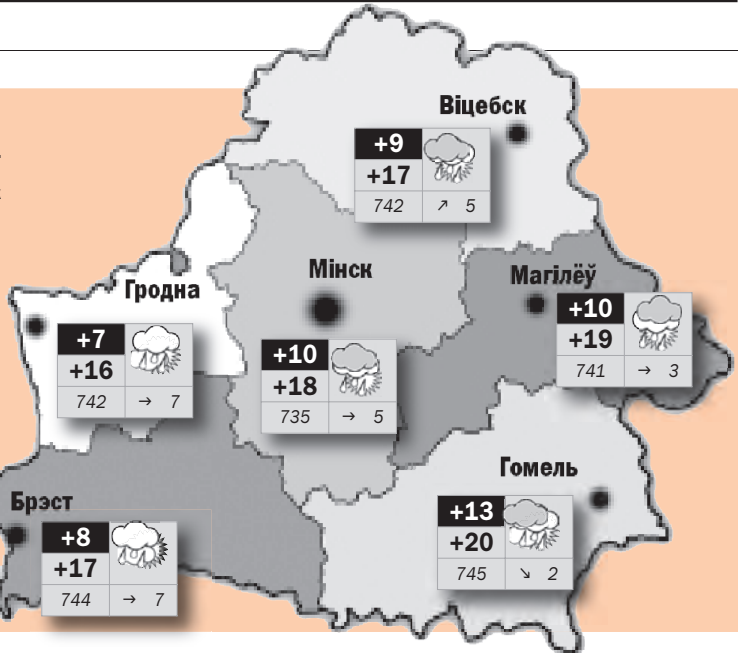 Віцебск
+9
+17
742 ↗ 5
Мінск
+10
+18
735 → 5
Магілёў
+10
+19
741 → 3
Гродна
+7
+16
742 → 7
Гомель
+13
+20
745 ↘ 2
Брэст
+8
+17
744 → 7